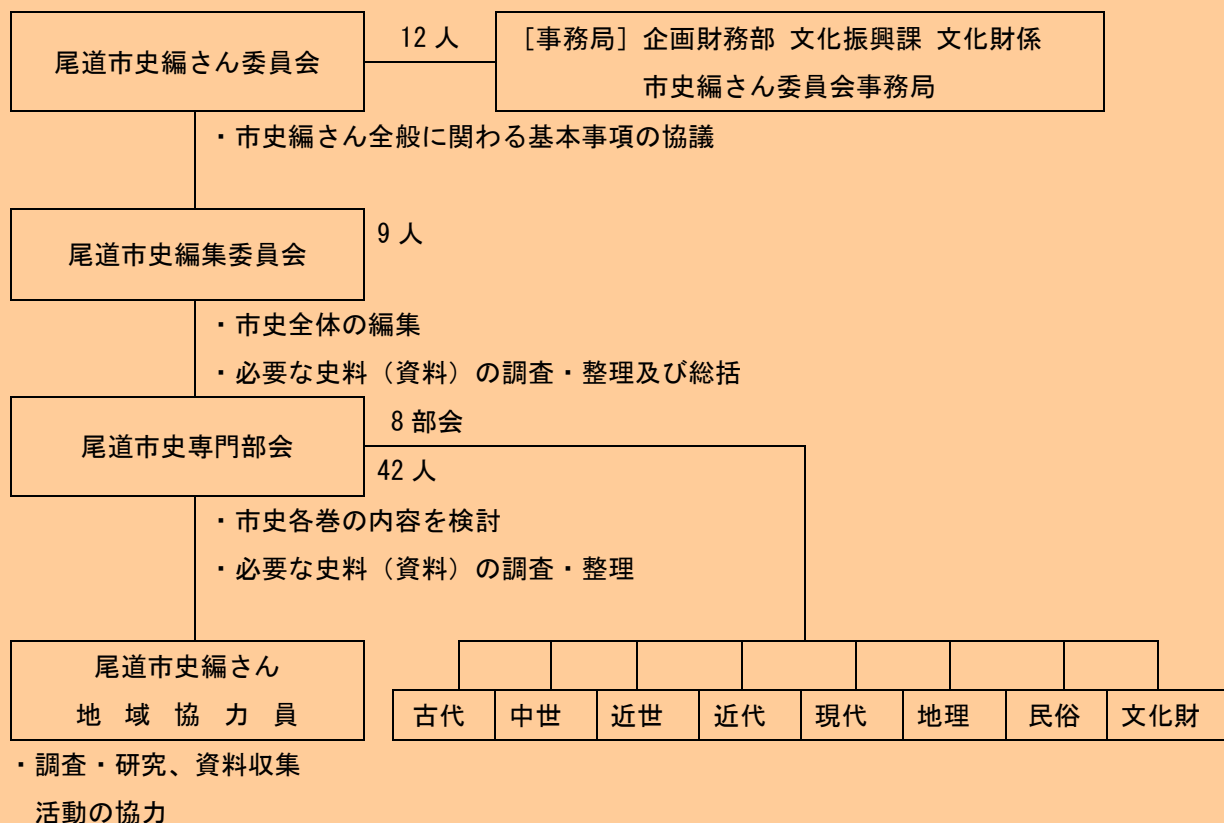 尾道市史編さん委員会
12人
[事務局] 企画財務部 文化振興課 文化財係
市史編さん委員会事務局
・市史編さん全般に関わる基本事項の協議
尾道市史編集委員会
9人
・市史全体の編集
・必要な史料（資料）の調査・整理及び総括
尾道市史専門部会
8部会
42人
・市史各巻の内容を検討
・必要な史料（資料）の調査・整理
尾道市史編さん
地域協力員
・調査・研究、資料収集
活動の協力
古代 中世 近世 近代 現代 地理 民俗 文化財